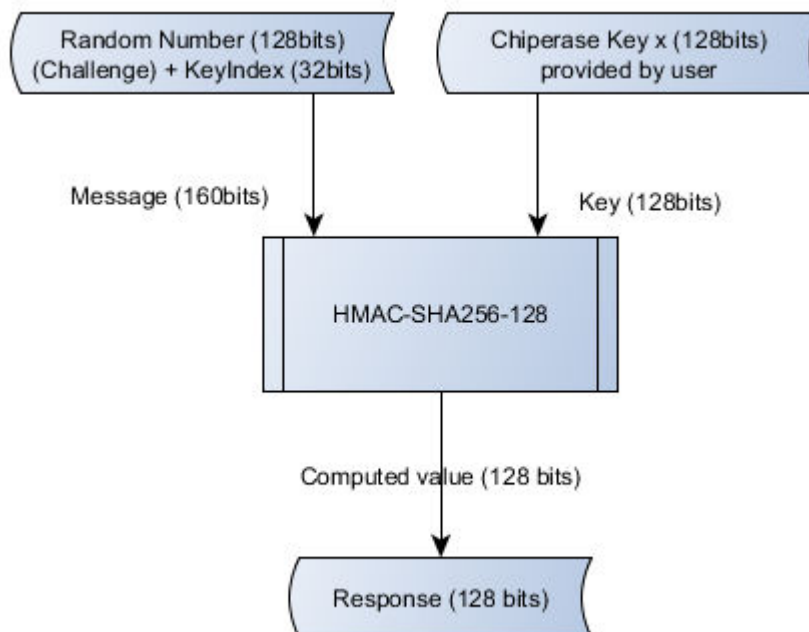 Random Number (128bits)
(Challenge) + KeyIndex (32bits)
Chiperase Key x (128bits)
provided by user
Message (160bits)
Key (128bits)
HMAC-SHA256-128
Computed value (128 bits)
Response (128 bits)